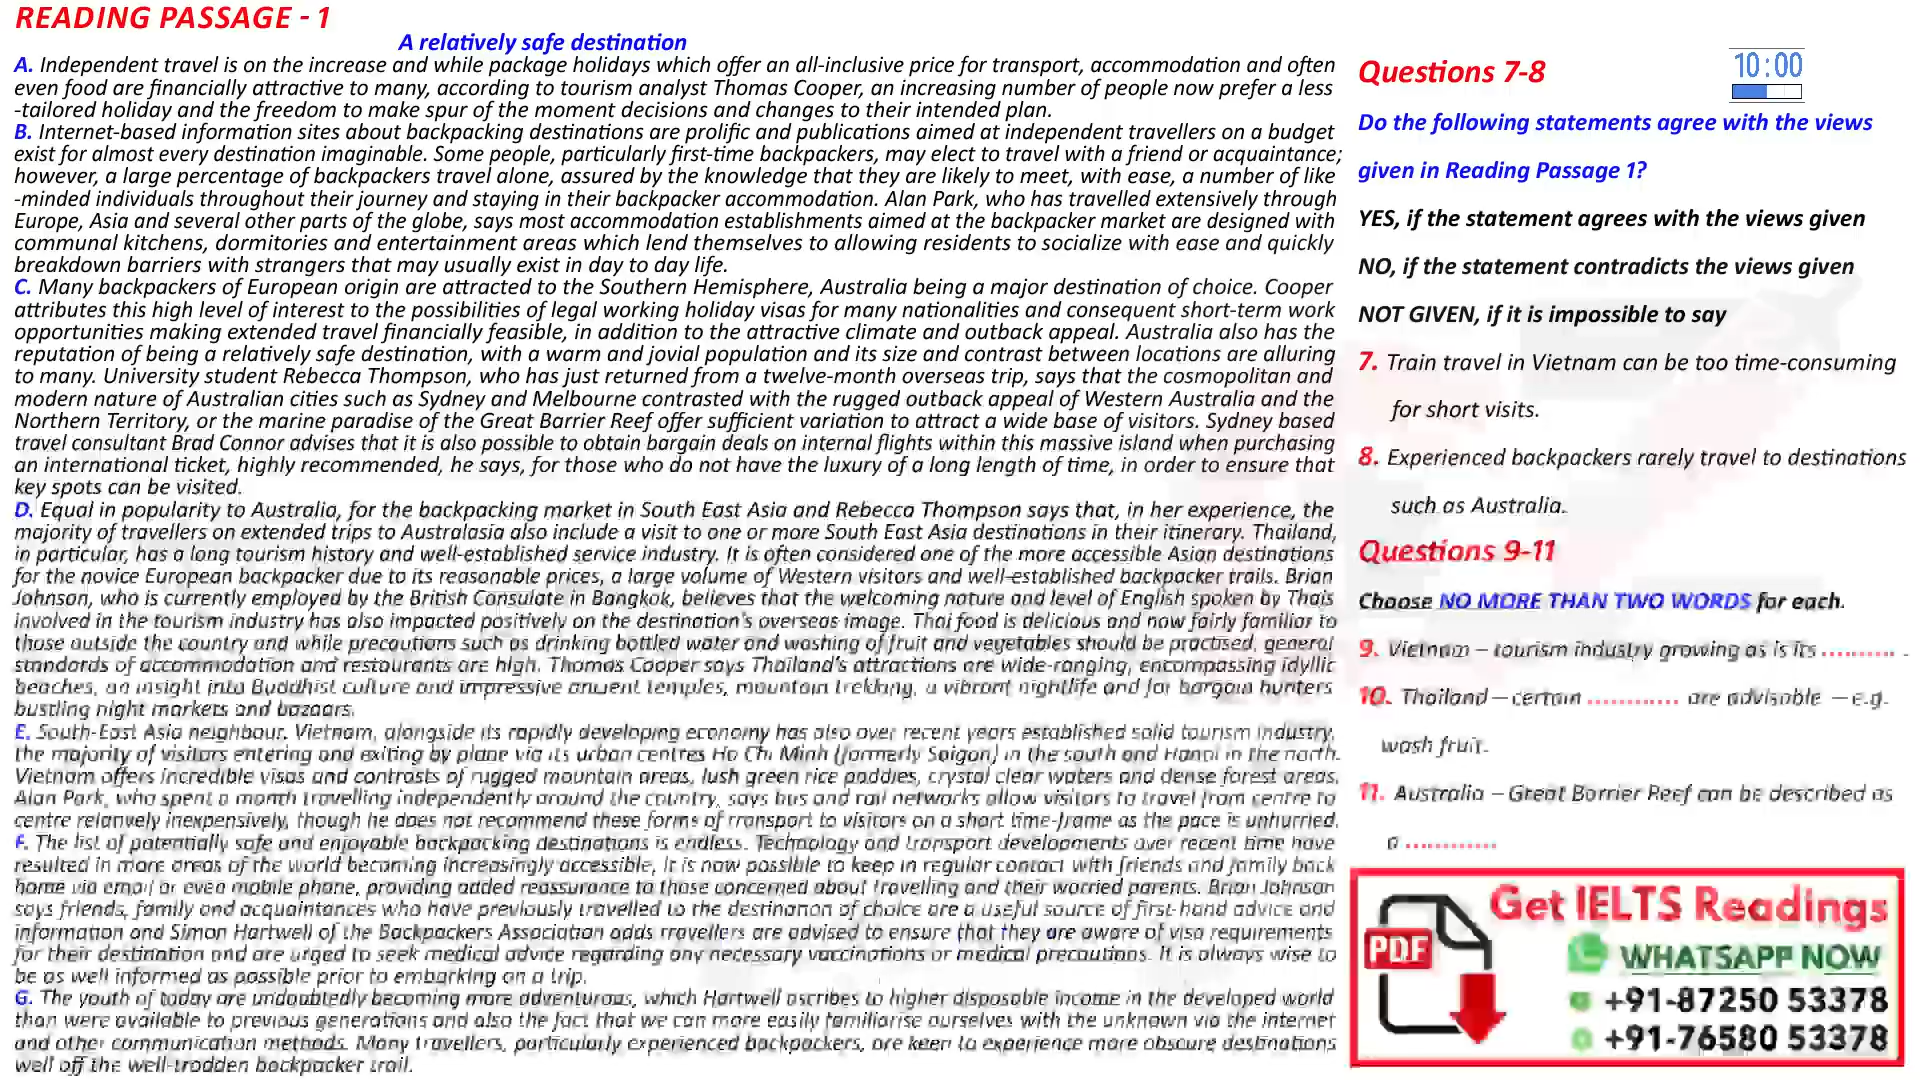 READING PASSAGE - 1
A relatively safe destination
A. Independent travel is on the increase and while package holidays which offer an all-inclusive price for transport, accommodation and often
even food are financially attractive to many, according to tourism analyst Thomas Cooper, an increasing number of people now prefer a less
-tailored holiday and the freedom to make spur of the moment decisions and changes to their intended plan.
B. Internet-based information sites about backpacking destinations are prolific and publications aimed at independent travellers on a budget
exist for almost every destination imaginable. Some people, particularly first-time backpackers, may elect to travel with a friend or acquaintance;
however, a large percentage of backpackers travel alone, assured by the knowledge that they are likely to meet, with ease, a number of like
-minded individuals throughout their journey and staying in their backpacker accommodation. Alan Park, who has travelled extensively through
Europe, Asia and several other parts of the globe, says most accommodation establishments aimed at the backpacker market are designed with
communal kitchens, dormitories and entertainment areas which lend themselves to allowing residents to socialize with ease and quickly
breakdown barriers with strangers that may usually exist in day to day life.
C. Many backpackers of European origin are attracted to the Southern Hemisphere, Australia being a major destination of choice. Cooper
attributes this high level of interest to the possibilities of legal working holiday visas for many nationalities and consequent short-term work
opportunities making extended travel financially feasible, in addition to the attractive climate and outback appeal. Australia also has the
reputation of being a relatively safe destination, with a warm and jovial population and its size and contrast between locations are alluring
to many. University student Rebecca Thompson, who has just returned from a twelve-month overseas trip, says that the cosmopolitan and
modern nature of Australian cities such as Sydney and Melbourne contrasted with the rugged outback appeal of Western Australia and the
Northern Territory, or the marine paradise of the Great Barrier Reef offer sufficient variation to attract a wide base of visitors. Sydney based
travel consultant Brad Connor advises that it is also possible to obtain bargain deals on internal flights within this massive island when purchasing
an international ticket, highly recommended, he says, for those who do not have the luxury of a long length of time, in order to ensure that
key spots can be visited.
D. Equal in popularity to Australia, for the backpacking market in South East Asia and Rebecca Thompson says that, in her experience, the
majority of travellers on extended trips to Australasia also include a visit to one or more South East Asia destinations in their itinerary. Thailand,
in particular, has a long tourism history and well-established service industry. It is often considered one of the more accessible Asian destinations
for the novice European backpacker due to its reasonable prices, a large volume of Western visitors and well-established backpacker trails. Brian
Johnson, who is currently employed by the British Consulate in Bangkok, believes that the welcoming nature and level of English spoken by Thais
involved in the tourism industry has also impacted positively on the destination's overseas image. Thai food is delicious and now fairly familiar to
those outside the country and while precautions such as drinking bottled water and washing of fruit and vegetables should be practised, general
standards of accommodation and restaurants are high. Thomas Cooper says Thailand's attractions are wide-ranging, encompassing idyllic
beaches, an insight into Buddhist culture and impressive ancient temples, mountain trekking, a vibrant nightlife and for bargain hunters
bustling night markets and bazaars.
E. South-East Asia neighbour. Vietnam, alongside its rapidly developing economy has also over recent years established solid tourism industry,
the majority of visitors entering and exiting by plane via its urban centres Ho Chi Minh (formerly Saigon) in the south and Hanoi in the north.
Vietnam offers incredible visas and contrasts of rugged mountain areas, lush green rice paddies, crystal clear waters and dense forest areas.
Alan Park, who spent a month travelling independently around the country, says bus and rail networks allow visitors to travel from centre to
centre relatively inexpensively, though he does not recommend these forms of transport to visitors on a short time-frame as the pace is unhurried.
F. The list of potentially safe and enjoyable backpacking destinations is endless. Technology and transport developments over recent time have
resulted in more areas of the world becoming increasingly accessible, it is now possible to keep in regular contact with friends and family back
home via email or even mobile phone, providing added reassurance to those concerned about travelling and their worried parents. Brian Johnson
says friends, family and acquaintances who have previously travelled to the destination of choice are a useful source of first-hand advice and
information and Simon Hartwell of the Backpackers Association adds travellers are advised to ensure that they are aware of visa requirements
for their destination and are urged to seek medical advice regarding any necessary vaccinations or medical precautions. It is always wise to
be as well informed as possible prior to embarking on a trip.
G. The youth of today are undoubtedly becoming more adventurous, which Hartwell ascribes to higher disposable income in the developed world
than were available to previous generations and also the fact that we can more easily familiarise ourselves with the unknown via the internet
and other communication methods. Many travellers, particularly experienced backpackers, are keen to experience more obscure destinations
well off the well-trodden backpacker trail.
Questions 7-8
10:00
Do the following statements agree with the views
given in Reading Passage 1?
YES, if the statement agrees with the views given
NO, if the statement contradicts the views given
NOT GIVEN, if it is impossible to say
7. Train travel in Vietnam can be too time-consuming
for short visits.
8. Experienced backpackers rarely travel to destinations
such as Australia.
Questions 9-11
Choose NO MORE THAN TWO WORDS for each.
9. Vietnam – tourism industry growing as is its ........... .
10. Thailand – certain ............. are advisable – e.g.
wash fruit.
11. Australia – Great Barrier Reef can be described as
a .............
Get IELTS Readings
PDF
WHATSAPP NOW
+91-87250 53378
+91-76580 53378